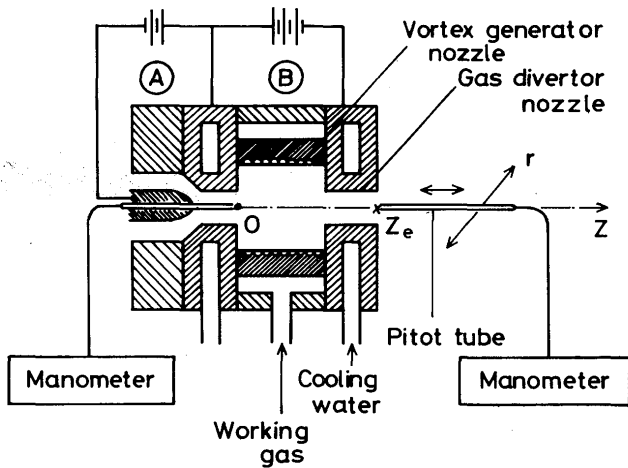 Vortex generator
nozzle
Gas divertor
nozzle
A
B
r
O
Ze
Z
Pitot tube
Manometer
Cooling
water
Manometer
Working
gas